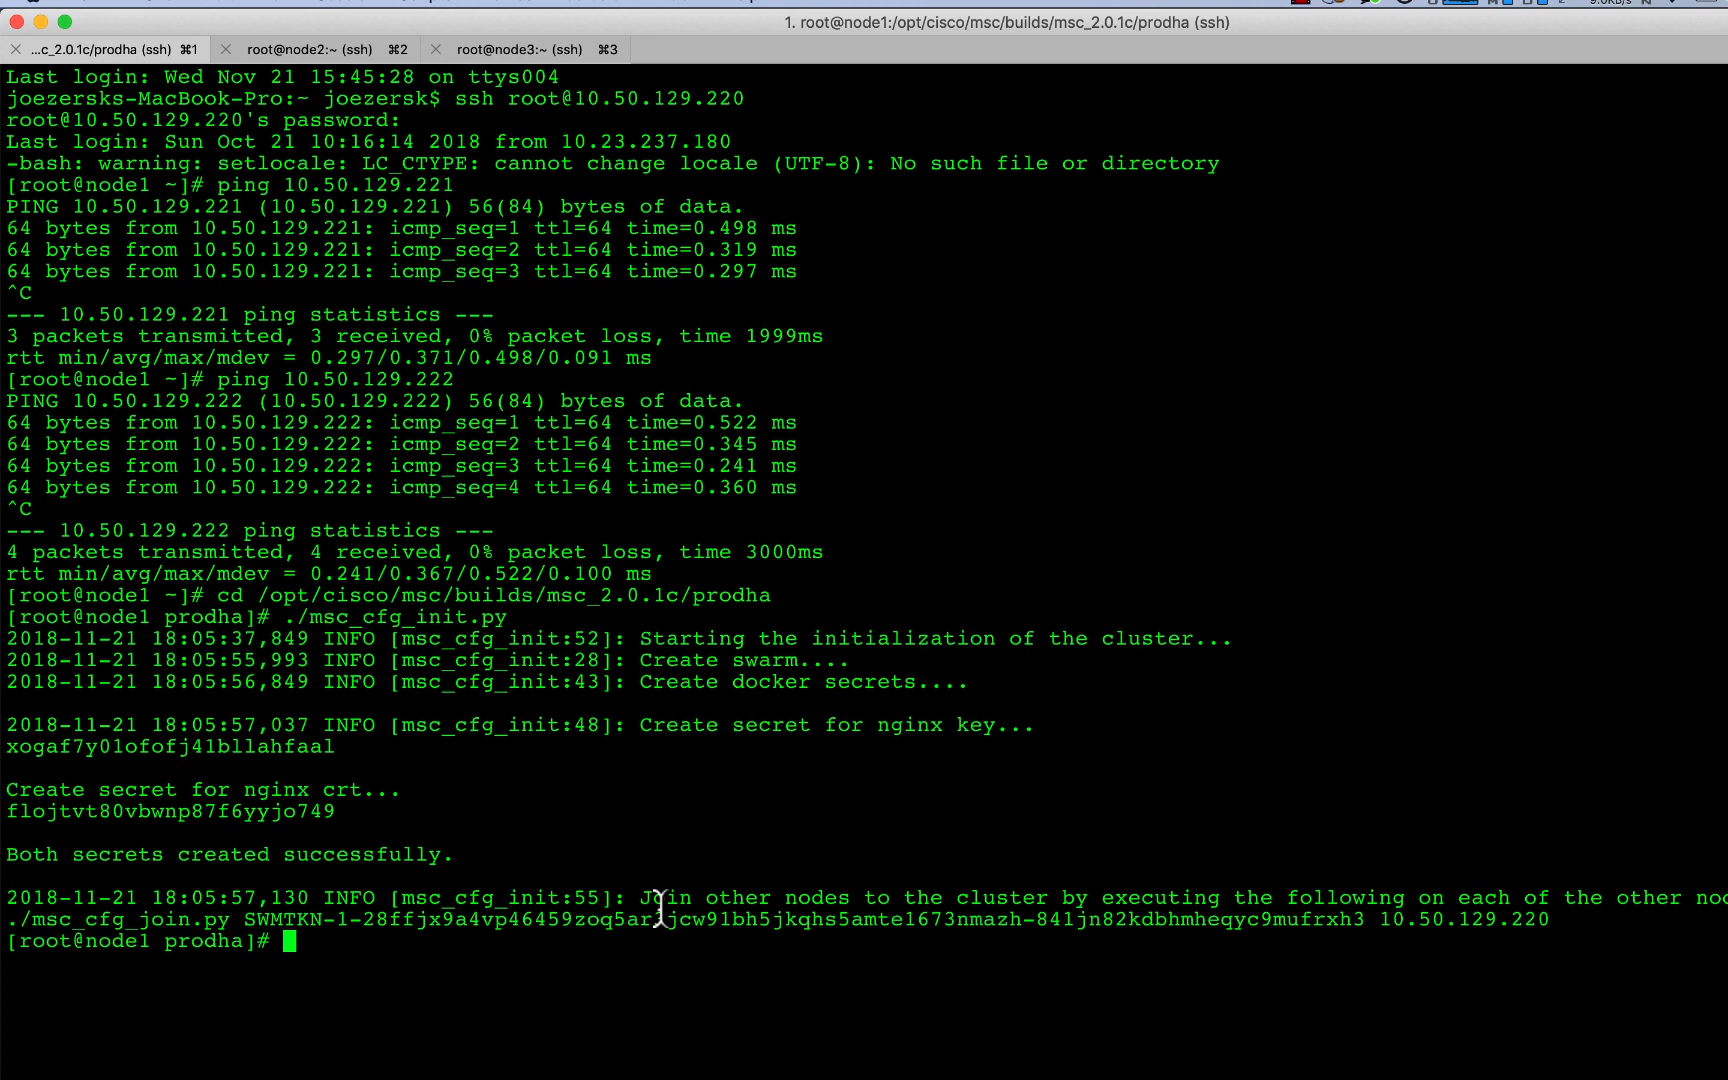 9.0KB/s
1. root@node1:/opt/cisco/msc/builds/msc_2.0.1c/prodha (ssh)
...c_2.0.1c/prodha (ssh) ⌘1 root@node2:~ (ssh) ⌘2 root@node3:~ (ssh) ⌘3
Last login: Wed Nov 21 15:45:28 on ttys004
joezersks-MacBook-Pro:~ joezersk$ ssh root@10.50.129.220
root@10.50.129.220's password:
Last login: Sun Oct 21 10:16:14 2018 from 10.23.237.180
-bash: warning: setlocale: LC_CTYPE: cannot change locale (UTF-8): No such file or directory
[root@node1 ~]# ping 10.50.129.221
PING 10.50.129.221 (10.50.129.221) 56(84) bytes of data.
64 bytes from 10.50.129.221: icmp_seq=1 ttl=64 time=0.498 ms
64 bytes from 10.50.129.221: icmp_seq=2 ttl=64 time=0.319 ms
64 bytes from 10.50.129.221: icmp_seq=3 ttl=64 time=0.297 ms
^C
--- 10.50.129.221 ping statistics ---
3 packets transmitted, 3 received, 0% packet loss, time 1999ms
rtt min/avg/max/mdev = 0.297/0.371/0.498/0.091 ms
[root@node1 ~]# ping 10.50.129.222
PING 10.50.129.222 (10.50.129.222) 56(84) bytes of data.
64 bytes from 10.50.129.222: icmp_seq=1 ttl=64 time=0.522 ms
64 bytes from 10.50.129.222: icmp_seq=2 ttl=64 time=0.345 ms
64 bytes from 10.50.129.222: icmp_seq=3 ttl=64 time=0.241 ms
64 bytes from 10.50.129.222: icmp_seq=4 ttl=64 time=0.360 ms
^C
--- 10.50.129.222 ping statistics ---
4 packets transmitted, 4 received, 0% packet loss, time 3000ms
rtt min/avg/max/mdev = 0.241/0.367/0.522/0.100 ms
[root@node1 ~]# cd /opt/cisco/msc/builds/msc_2.0.1c/prodha
[root@node1 prodha]# ./msc_cfg_init.py
2018-11-21 18:05:37,849 INFO [msc_cfg_init:52]: Starting the initialization of the cluster...
2018-11-21 18:05:55,993 INFO [msc_cfg_init:28]: Create swarm....
2018-11-21 18:05:56,849 INFO [msc_cfg_init:43]: Create docker secrets....
2018-11-21 18:05:57,037 INFO [msc_cfg_init:48]: Create secret for nginx key...
xogaf7y01ofofj41bllahfaal
Create secret for nginx crt...
flojtvt80vbwnp87f6yyjo749
Both secrets created successfully.
2018-11-21 18:05:57,130 INFO [msc_cfg_init:55]: Join other nodes to the cluster by executing the following on each of the other no
./msc_cfg_join.py 10.50.129.220
[root@node1 prodha]#